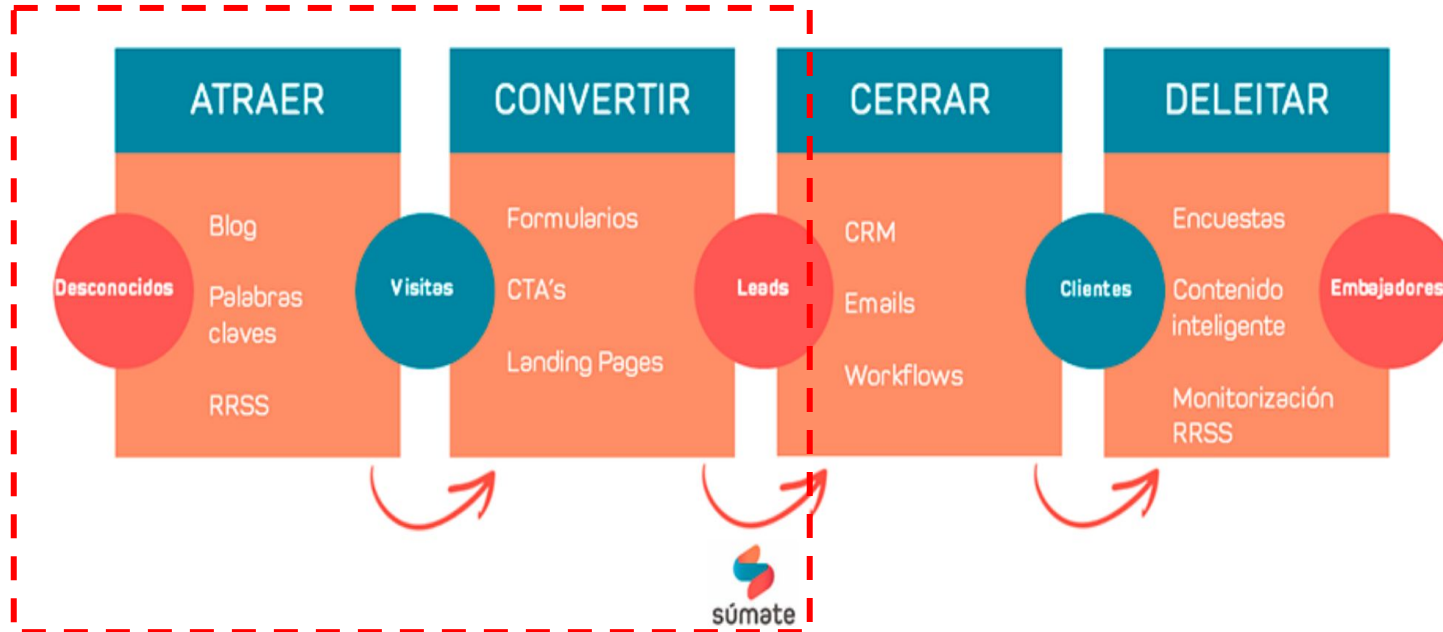 ATRAER
Desconocidos
Blog
Palabras
claves
RRSS
Visitas
CONVERTIR
Formularios
CTA's
Landing Pages
Leads
CERRAR
CRM
Emails
Workflows
Clientes
DELEITAR
Encuestas
Contenido
inteligente
Monitorización
RRSS
Embajadores
súmate